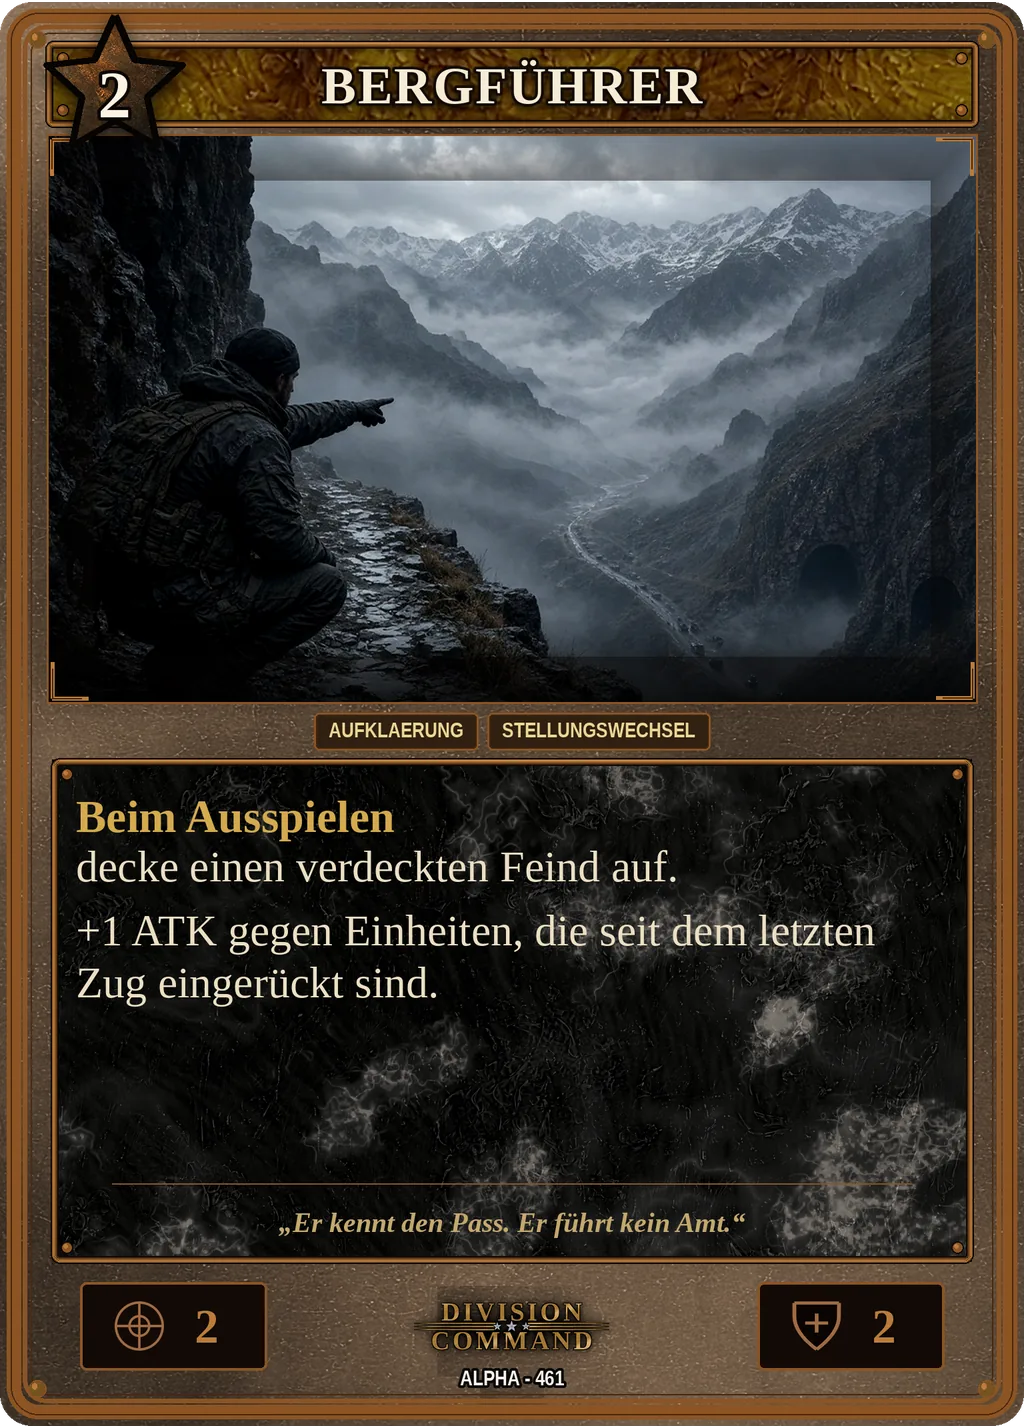 2
BERGFÜHRER
AUFKLAERUNG
STELLUNGSWECHSEL
Beim Ausspielen
decke einen verdeckten Feind auf.
+1 ATK gegen Einheiten, die seit dem letzten
Zug eingerückt sind.
„Er kennt den Pass. Er führt kein Amt.“
2
DIVISION
COMMAND
ALPHA - 461
2